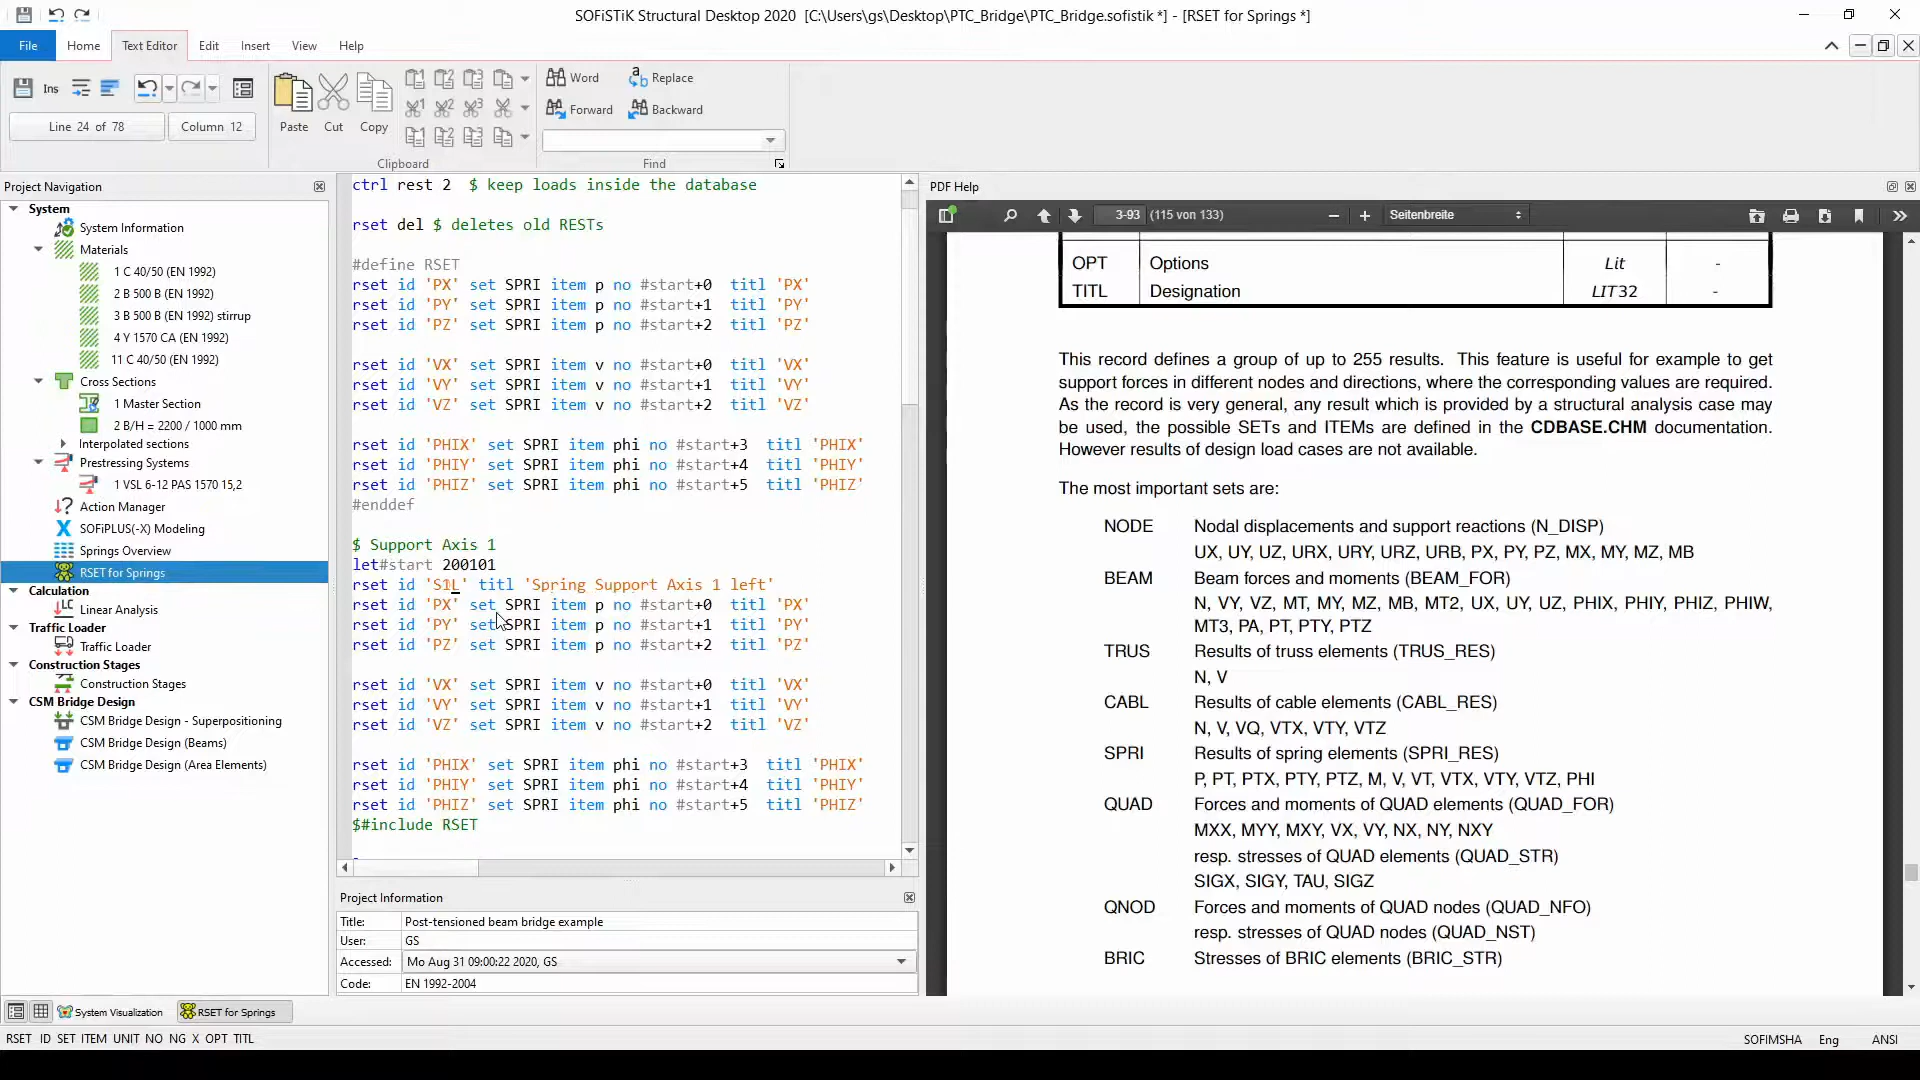 SOFiSTiK Structural Desktop 2020  [C:\Users\gs\Desktop\PTC_Bridge\PTC_Bridge.sofistik *] - [RSET for Springs *]
File Home Text Editor Edit Insert View Help
Ins
Line 24 of 78 Column 12
Paste Cut Copy
Clipboard
Word Replace
Forward Backward
Find
Project Navigation
System
System Information
Materials
1 C 40/50 (EN 1992)
2 B 500 B (EN 1992)
3 B 500 B (EN 1992) stirrup
4 Y 1570 CA (EN 1992)
11 C 40/50 (EN 1992)
Cross Sections
1 Master Section
2 B/H = 2200 / 1000 mm
Interpolated sections
Prestressing Systems
1 VSL 6-12 PAS 1570 15,2
Action Manager
SOFiPLUS(-X) Modeling
Springs Overview
RSET for Springs
Calculation
Linear Analysis
Traffic Loader
Traffic Loader
Construction Stages
Construction Stages
CSM Bridge Design
CSM Bridge Design - Superpositioning
CSM Bridge Design (Beams)
CSM Bridge Design (Area Elements)
ctrl rest 2  $ keep loads inside the database
rset del $ deletes old RESTs
#define RSET
rset id 'PX' set SPRI item p no #start+0  titl 'PX'
rset id 'PY' set SPRI item p no #start+1  titl 'PY'
rset id 'PZ' set SPRI item p no #start+2  titl 'PZ'
rset id 'VX' set SPRI item v no #start+0  titl 'VX'
rset id 'VY' set SPRI item v no #start+1  titl 'VY'
rset id 'VZ' set SPRI item v no #start+2  titl 'VZ'
rset id 'PHIX' set SPRI item phi no #start+3  titl 'PHIX'
rset id 'PHIY' set SPRI item phi no #start+4  titl 'PHIY'
rset id 'PHIZ' set SPRI item phi no #start+5  titl 'PHIZ'
#enddef
$ Support Axis 1
let#start 200101
rset id 'S1L' titl 'Spring Support Axis 1 left'
rset id 'PX' set SPRI item p no #start+0  titl 'PX'
rset id 'PY' set SPRI item p no #start+1  titl 'PY'
rset id 'PZ' set SPRI item p no #start+2  titl 'PZ'
rset id 'VX' set SPRI item v no #start+0  titl 'VX'
rset id 'VY' set SPRI item v no #start+1  titl 'VY'
rset id 'VZ' set SPRI item v no #start+2  titl 'VZ'
rset id 'PHIX' set SPRI item phi no #start+3  titl 'PHIX'
rset id 'PHIY' set SPRI item phi no #start+4  titl 'PHIY'
rset id 'PHIZ' set SPRI item phi no #start+5  titl 'PHIZ'
$#include RSET
Project Information
Title: Post-tensioned beam bridge example
User: GS
Accessed: Mo Aug 31 09:00:22 2020, GS
Code: EN 1992-2004
PDF Help
3-93 (115 von 133) Seitenbreite
OPT Options Lit -
TITL Designation LIT32 -
This record defines a group of up to 255 results. This feature is useful for example to get
support forces in different nodes and directions, where the corresponding values are required.
As the record is very general, any result which is provided by a structural analysis case may
be used, the possible SETs and ITEMs are defined in the CDBASE.CHM documentation.
However results of design load cases are not available.
The most important sets are:
NODE Nodal displacements and support reactions (N_DISP)
UX, UY, UZ, URX, URY, URZ, URB, PX, PY, PZ, MX, MY, MZ, MB
BEAM Beam forces and moments (BEAM_FOR)
N, VY, VZ, MT, MY, MZ, MB, MT2, UX, UY, UZ, PHIX, PHIY, PHIZ, PHIW,
MT3, PA, PT, PTY, PTZ
TRUS Results of truss elements (TRUS_RES)
N, V
CABL Results of cable elements (CABL_RES)
N, V, VQ, VTX, VTY, VTZ
SPRI Results of spring elements (SPRI_RES)
P, PT, PTX, PTY, PTZ, M, V, VT, VTX, VTY, VTZ, PHI
QUAD Forces and moments of QUAD elements (QUAD_FOR)
MXX, MYY, MXY, VX, VY, NX, NY, NXY
resp. stresses of QUAD elements (QUAD_STR)
SIGX, SIGY, TAU, SIGZ
QNOD Forces and moments of QUAD nodes (QUAD_NFO)
resp. stresses of QUAD nodes (QUAD_NST)
BRIC Stresses of BRIC elements (BRIC_STR)
System Visualization RSET for Springs
RSET ID SET ITEM UNIT NO NG X OPT TITL SOFIMSHA Eng ANSI